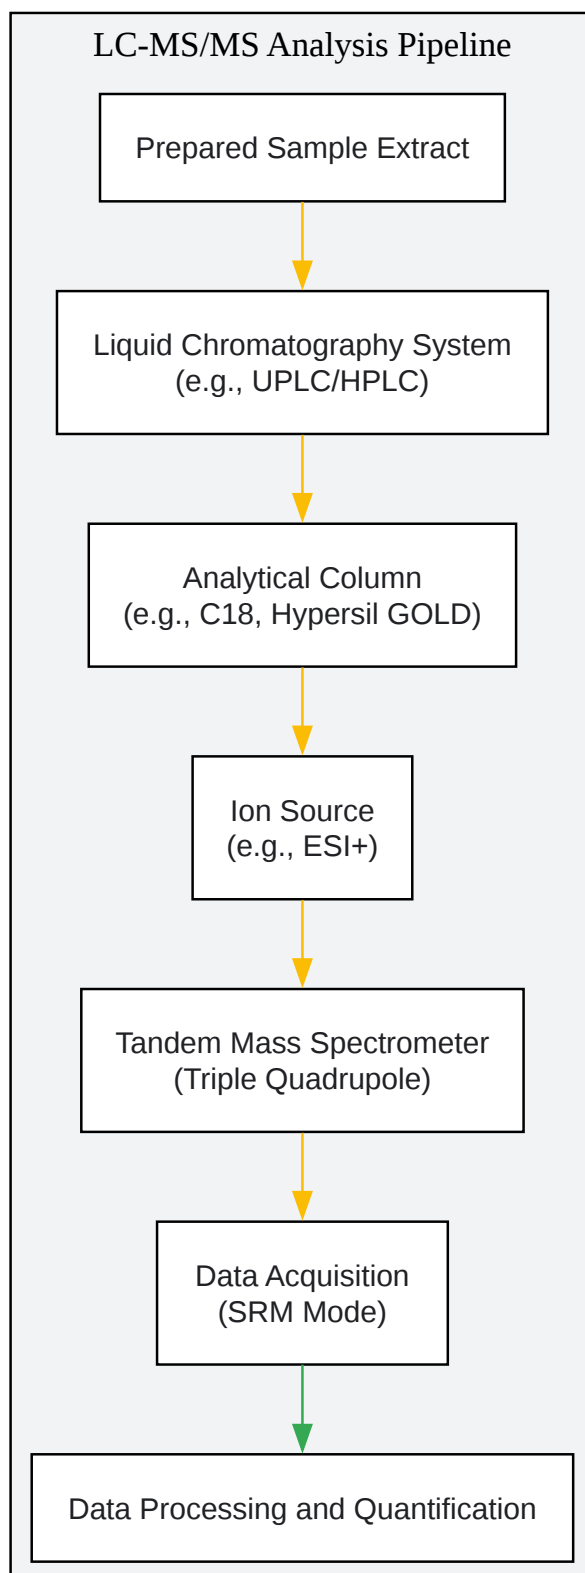 LC-MS/MS Analysis Pipeline
Prepared Sample Extract
Liquid Chromatography System
(e.g., UPLC/HPLC)
Analytical Column
(e.g., C18, Hypersil GOLD)
Ion Source
(e.g., ESI+)
Tandem Mass Spectrometer
(Triple Quadrupole)
Data Acquisition
(SRM Mode)
Data Processing and Quantification